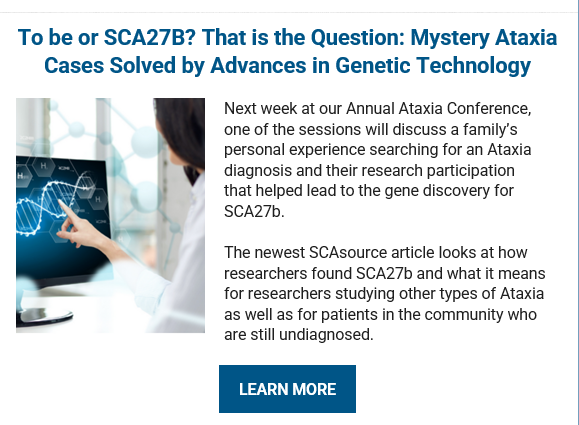 To be or SCA27B? That is the Question: Mystery Ataxia
Cases Solved by Advances in Genetic Technology
Next week at our Annual Ataxia Conference,
one of the sessions will discuss a family's
personal experience searching for an Ataxia
diagnosis and their research participation
that helped lead to the gene discovery for
SCA27b.
The newest SCAsource article looks at how
researchers found SCA27b and what it means
for researchers studying other types of Ataxia
as well as for patients in the community who
are still undiagnosed.
LEARN MORE